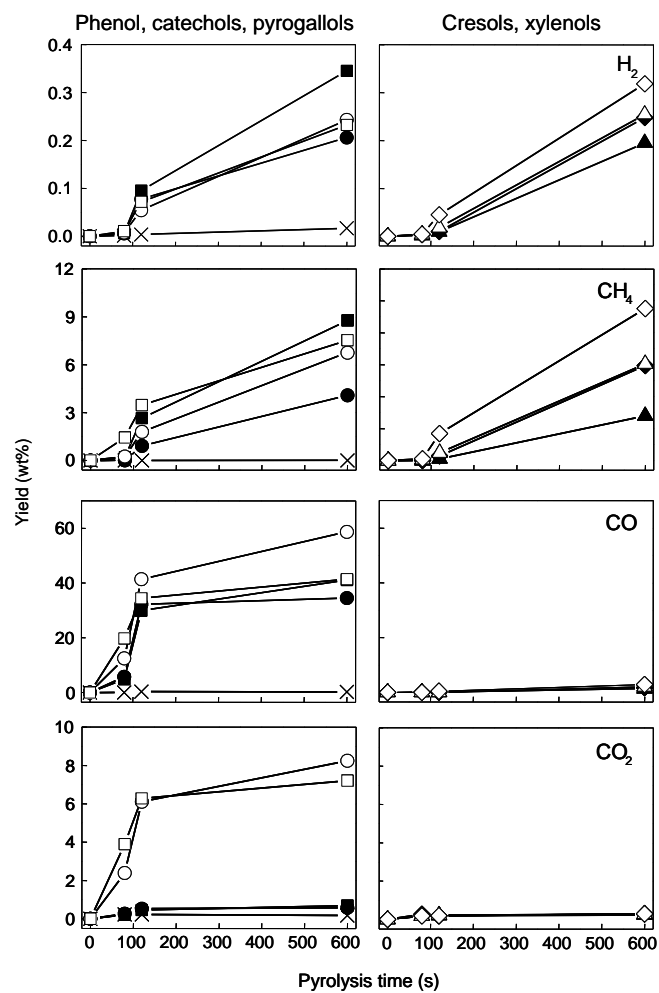 Phenol, catechols, pyrogallols Cresols, xylenols
0.4
0.3
0.2
0.1
0.0
H2
12
9
6
3
0
CH4
Yield (wt%)
60
40
20
0
CO
10
8
6
4
2
0
CO2
0 100 200 300 400 500 600 0 100 200 300 400 500 600
Pyrolysis time (s)